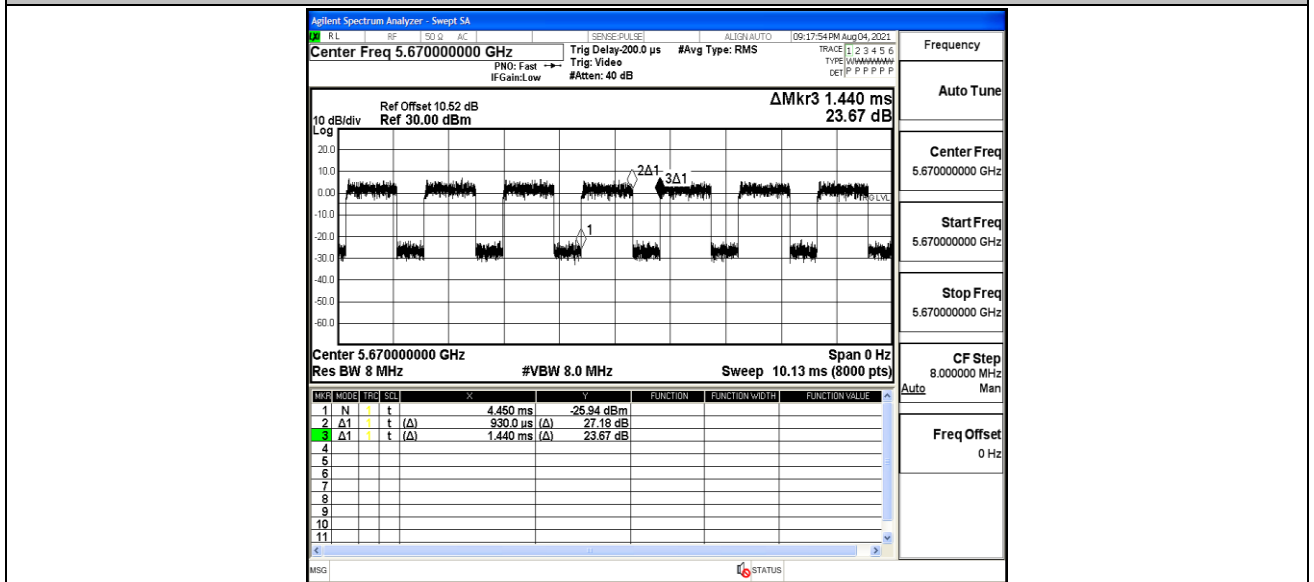 Agilent Spectrum Analyzer - Swept SA
RL RF 50 Ω AC SENSE:PULSE ALIGN AUTO 09:17:54 PM Aug 04, 2021
Center Freq 5.670000000 GHz
PNO: Fast
IFGain:Low
Trig Delay-200.0 µs
Trig: Video
#Atten: 40 dB
#Avg Type: RMS
TRACE 1 2 3 4 5 6
TYPE
DET P P P P P P
Ref Offset 10.52 dB
10 dB/div Ref 30.00 dBm
Log
ΔMkr3 1.440 ms
23.67 dB
20.0
10.0
0.00
-10.0
-20.0
-30.0
-40.0
-50.0
-60.0
2Δ1
3Δ1
1
TRIG LVL
Center 5.670000000 GHz Span 0 Hz
Res BW 8 MHz #VBW 8.0 MHz Sweep 10.13 ms (8000 pts)
MKR MODE TRC SCL X Y FUNCTION FUNCTION WIDTH FUNCTION VALUE
1 N 1 t 4.450 ms -25.94 dBm
2 Δ1 1 t (Δ) 930.0 µs (Δ) 27.18 dB
3 Δ1 1 t (Δ) 1.440 ms (Δ) 23.67 dB
4
5
6
7
8
9
10
11
MSG STATUS
Frequency
Auto Tune
Center Freq
5.670000000 GHz
Start Freq
5.670000000 GHz
Stop Freq
5.670000000 GHz
CF Step
8.000000 MHz
Auto Man
Freq Offset
0 Hz